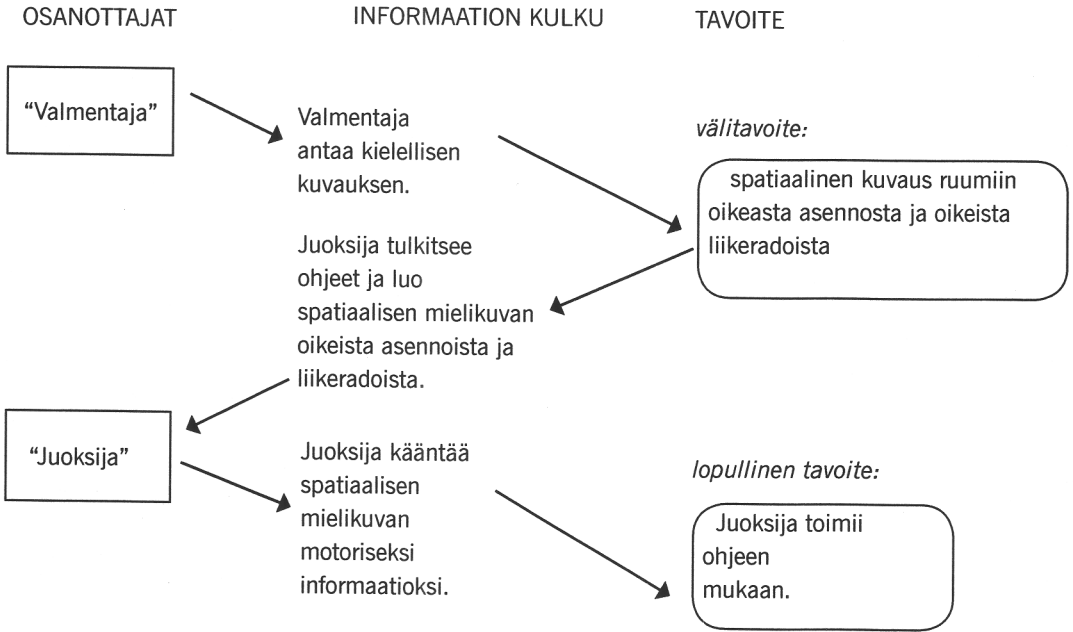 OSANOTTAJAT
INFORMAATION KULKU
TAVOITE
“Valmentaja”
Valmentaja
antaa kielellisen
kuvauksen.
välitavoite:
spatiaalinen kuvaus ruumiin
oikeasta asennosta ja oikeista
liikeradoista
Juoksija tulkitsee
ohjeet ja luo
spatiaalisen mielikuvan
oikeista asennoista ja
liikeradoista.
“Juoksija”
Juoksija kääntää
spatiaalisen
mielikuvan
motoriseksi
informaatioksi.
lopullinen tavoite:
Juoksija toimii
ohjeen
mukaan.